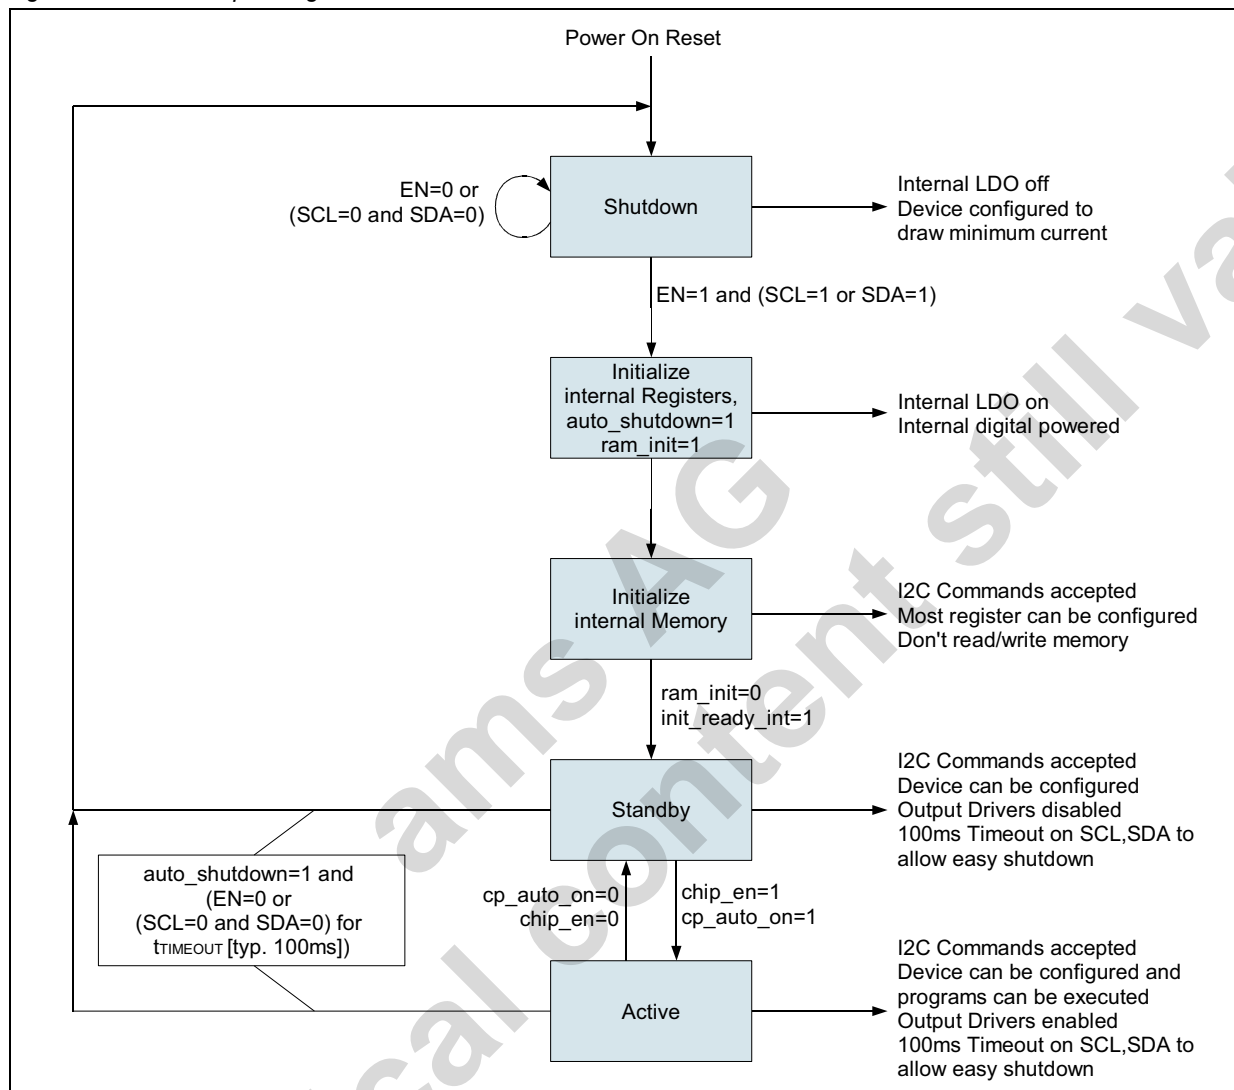 Power On Reset
EN=0 or
(SCL=0 and SDA=0)
Shutdown
Internal LDO off
Device configured to
draw minimum current
EN=1 and (SCL=1 or SDA=1)
Initialize
internal Registers,
auto_shutdown=1
ram_init=1
Internal LDO on
Internal digital powered
Initialize
internal Memory
I2C Commands accepted
Most register can be configured
Don't read/write memory
ram_init=0
init_ready_int=1
Standby
I2C Commands accepted
Device can be configured
Output Drivers disabled
100ms Timeout on SCL,SDA to
allow easy shutdown
auto_shutdown=1 and
(EN=0 or
(SCL=0 and SDA=0) for
tTIMEOUT [typ. 100ms])
cp_auto_on=0
chip_en=0
chip_en=1
cp_auto_on=1
Active
I2C Commands accepted
Device can be configured and
programs can be executed
Output Drivers enabled
100ms Timeout on SCL,SDA to
allow easy shutdown
ams AG
content still